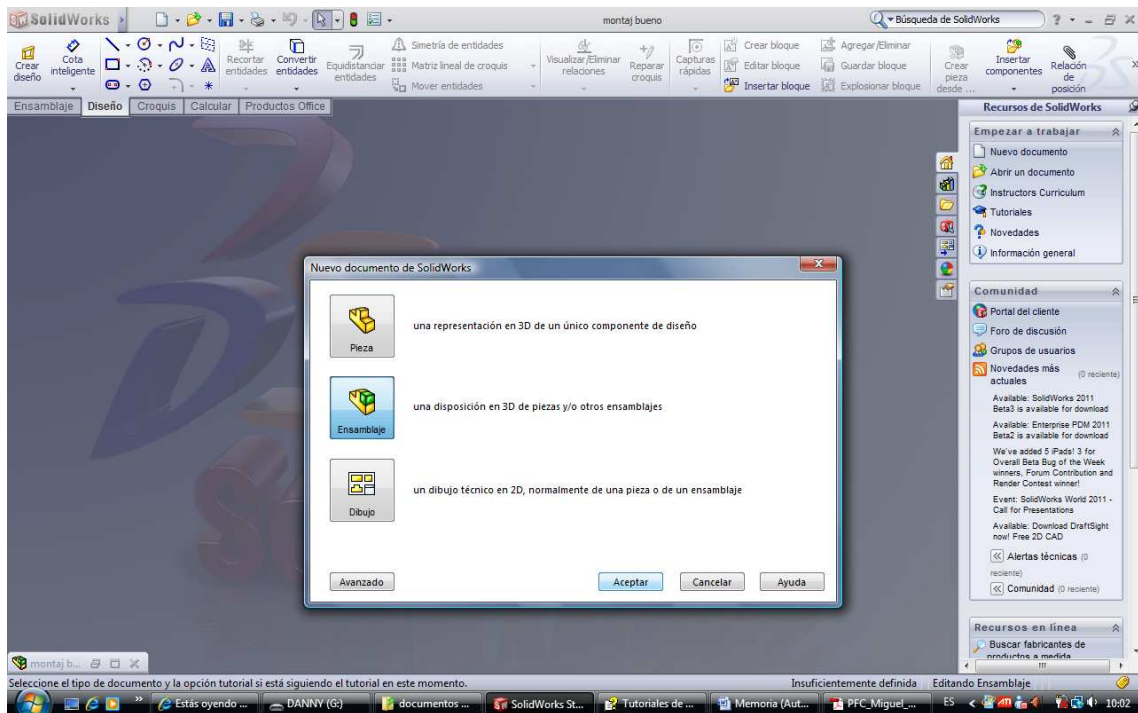 SolidWorks
montaj bueno
Búsqueda de SolidWorks
Crear diseño
Cota inteligente
Recortar entidades
Convertir entidades
Equidistanciar entidades
Simetría de entidades
Matriz lineal de croquis
Mover entidades
Visualizar/Eliminar relaciones
Reparar croquis
Capturas rápidas
Crear bloque
Editar bloque
Insertar bloque
Agregar/Eliminar
Guardar bloque
Explosionar bloque
Crear pieza desde ...
Insertar componentes
Relación de posición
Ensamblaje Diseño Croquis Calcular Productos Office
Nuevo documento de SolidWorks
Pieza
una representación en 3D de un único componente de diseño
Ensamblaje
una disposición en 3D de piezas y/o otros ensamblajes
Dibujo
un dibujo técnico en 2D, normalmente de una pieza o de un ensamblaje
Avanzado Aceptar Cancelar Ayuda
Recursos de SolidWorks
Empezar a trabajar
Nuevo documento
Abrir un documento
Instructors Curriculum
Tutoriales
Novedades
Información general
Comunidad
Portal del cliente
Foro de discusión
Grupos de usuarios
Novedades más actuales (0 reciente)
Available: SolidWorks 2011
Beta3 is available for download
Available: Enterprise PDM 2011
Beta2 is available for download
We've added 5 iPads! 3 for
Overall Beta Bug of the Week
winners, Forum Contribution and
Render Contest winner!
Event: SolidWorks World 2011 -
Call for Presentations
Available: Download DraftSight
now! Free 2D CAD
Alertas técnicas (0
reciente)
Comunidad (0 reciente)
Recursos en línea
Buscar fabricantes de
productos a medida
montaj b...
Seleccione el tipo de documento y la opción tutorial si está siguiendo el tutorial en este momento.
Insuficientemente definida Editando Ensamblaje
Estás oyendo ... DANNY (G:) documentos ... SolidWorks St... Tutoriales de ... Memoria (Aut... PFC_Miguel_... ES 10:02